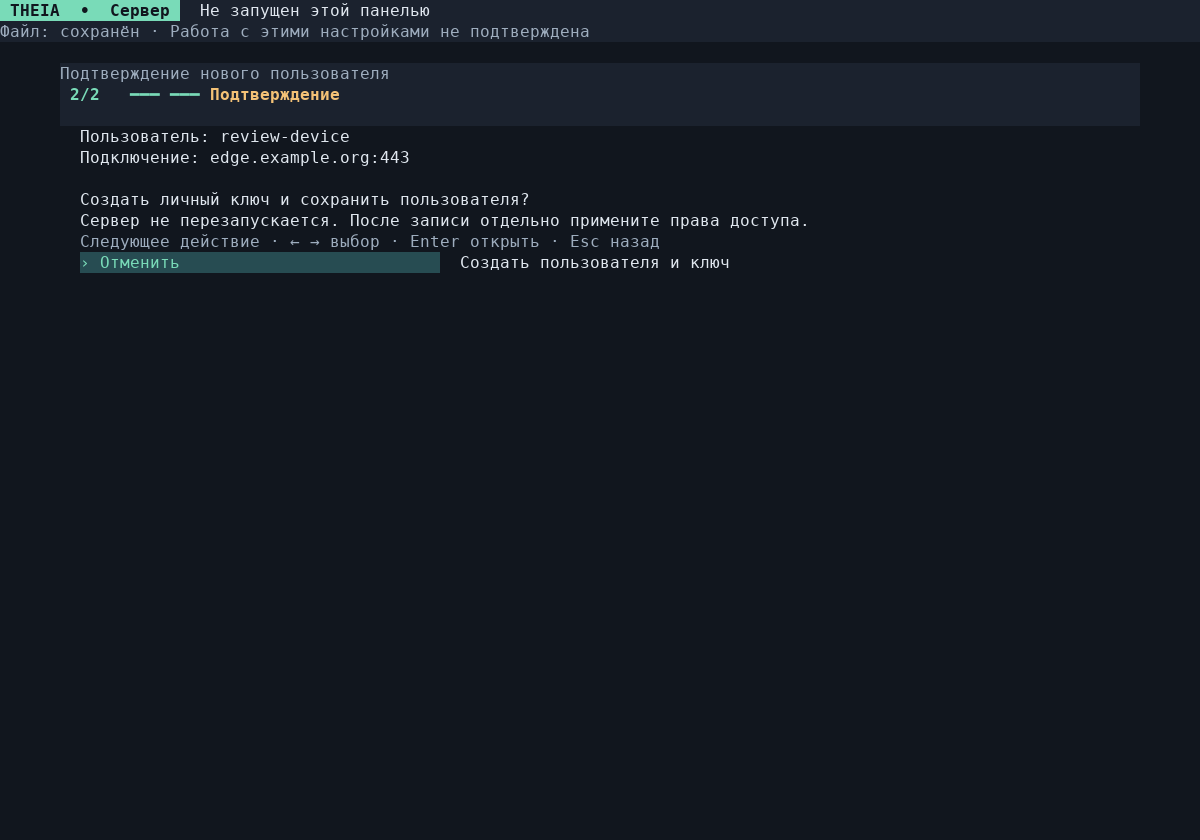 THEIA • Сервер Не запущен этой панелью
Файл: сохранён · Работа с этими настройками не подтверждена
Подтверждение нового пользователя
2/2 ━━━ ━━━ Подтверждение
Пользователь: review-device
Подключение: edge.example.org:443
Создать личный ключ и сохранить пользователя?
Сервер не перезапускается. После записи отдельно примените права доступа.
Следующее действие · ← → выбор · Enter открыть · Esc назад
› Отменить Создать пользователя и ключ